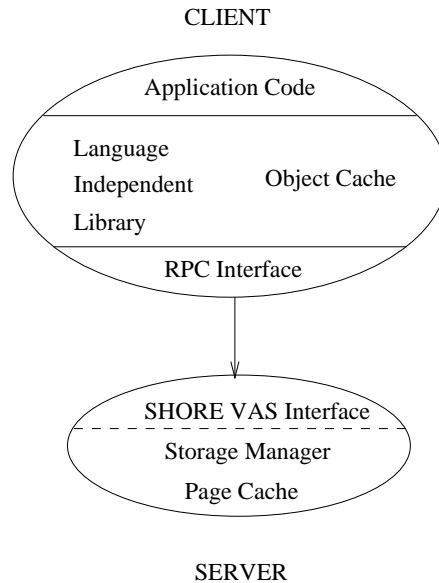 CLIENT
Application Code
Language
Independent
Library
Object Cache
RPC Interface
SHORE VAS Interface
Storage Manager
Page Cache
SERVER